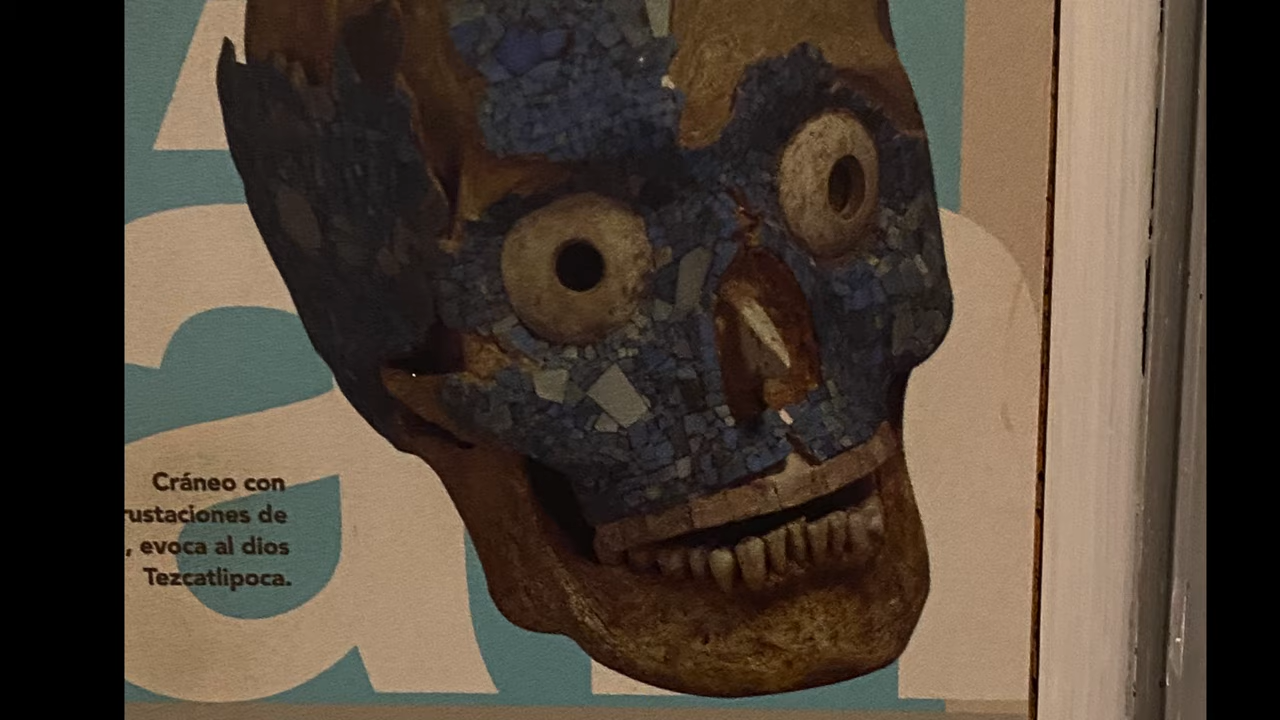 Cráneo con
rustaciones de
, evoca al dios
Tezcatlipoca.